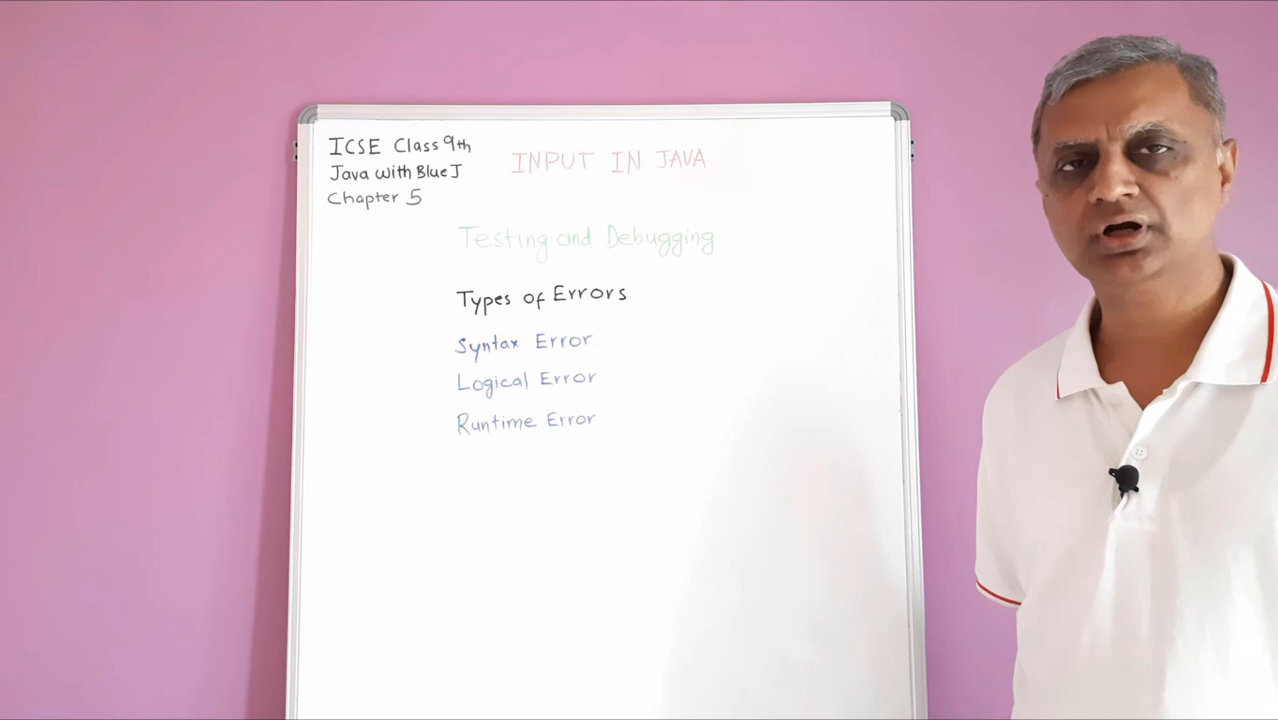 ICSE Class 9th
Java with Blue J
Chapter 5
INPUT IN JAVA
Testing and Debugging
Types of Errors
Syntax Error
Logical Error
Runtime Error